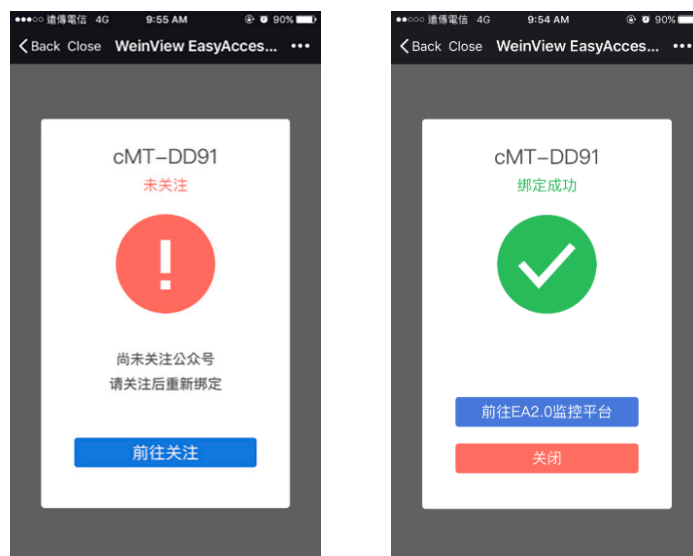 遠傳電信 4G 9:55 AM 90%
Back Close WeinView EasyAcces...
cMT-DD91
未关注
!
尚未关注公众号
请关注后重新绑定
前往关注
遠傳電信 4G 9:54 AM 90%
Back Close WeinView EasyAcces...
cMT-DD91
绑定成功
前往EA2.0监控平台
关闭